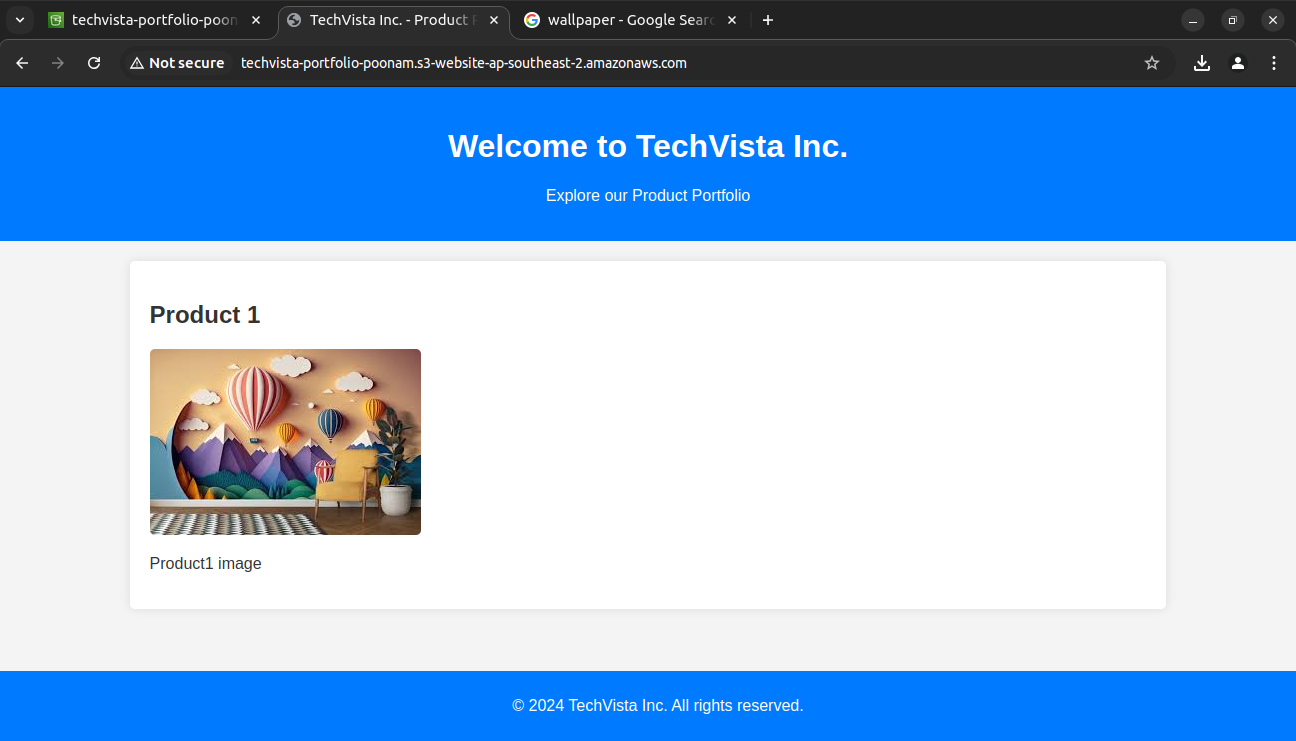 techvista-portfolio-poon
TechVista Inc. - Product
wallpaper - Google Sear
Not secure
techvista-portfolio-poonam.s3-website-ap-southeast-2.amazonaws.com
Welcome to TechVista Inc.
Explore our Product Portfolio
Product 1
Product1 image
© 2024 TechVista Inc. All rights reserved.